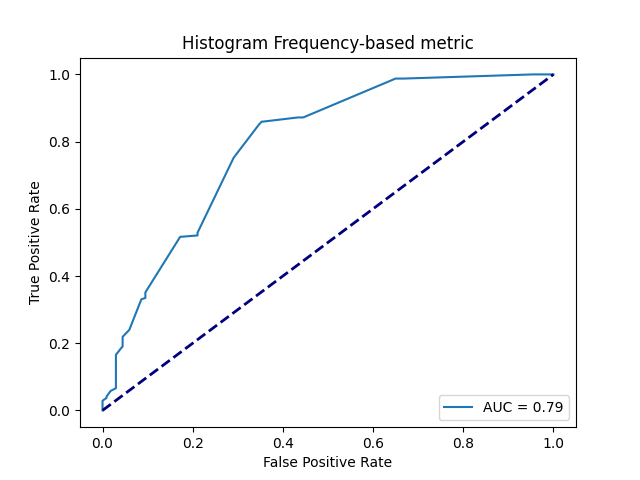 Histogram Frequency-based metric
1.0
0.8
0.6
0.4
0.2
0.0
True Positive Rate
0.0 0.2 0.4 0.6 0.8 1.0
False Positive Rate
AUC = 0.79